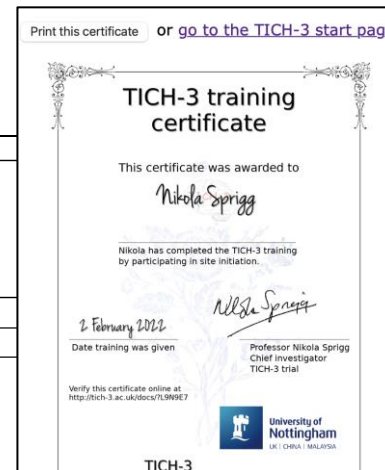 Print this certificate or go to the TICH-3 start pag
TICH-3 training
certificate
This certificate was awarded to
Nikola Sprigg
Nikola has completed the TICH-3 training
by participating in site initiation.
2 February 2022
Nikola Sprigg
Date training was given
Professor Nikola Sprigg
Chief investigator
TICH-3 trial
Verify this certificate online at
http://tich-3.ac.uk/docs/?L9N9E7
University of
Nottingham
UK | CHINA | MALAYSIA
TICH-3